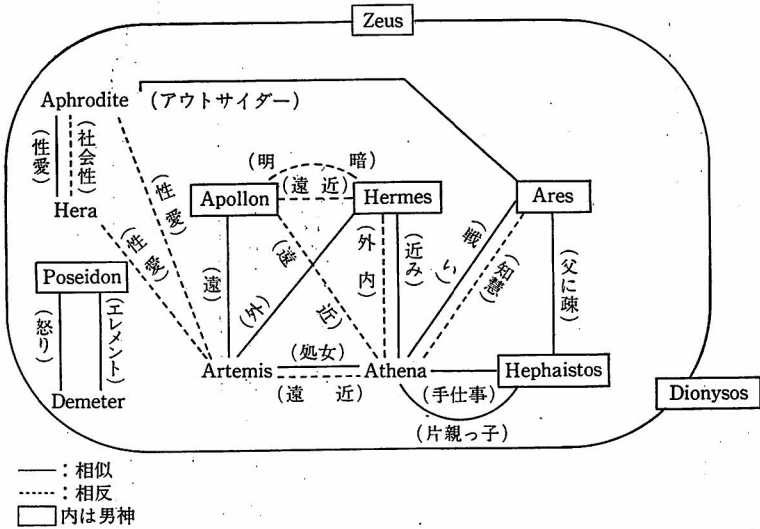 Zeus
Aphrodite (アウトサイダー)
(性愛)
(社会性)
Hera
(性愛)
(性愛)
(明 暗)
(遠近)
Apollon
Hermes
Ares
Poseidon
(怒り)
(エレメント)
Demeter
(遠)
(外)
(遠 近)
(外内)
(近み)
(戦い)
(知慧)
(父に疎)
Artemis
(処女)
(遠 近)
Athena
(手仕事)
(片親っ子)
Hephaistos
Dionysos
——:相似
------:相反
内は男神